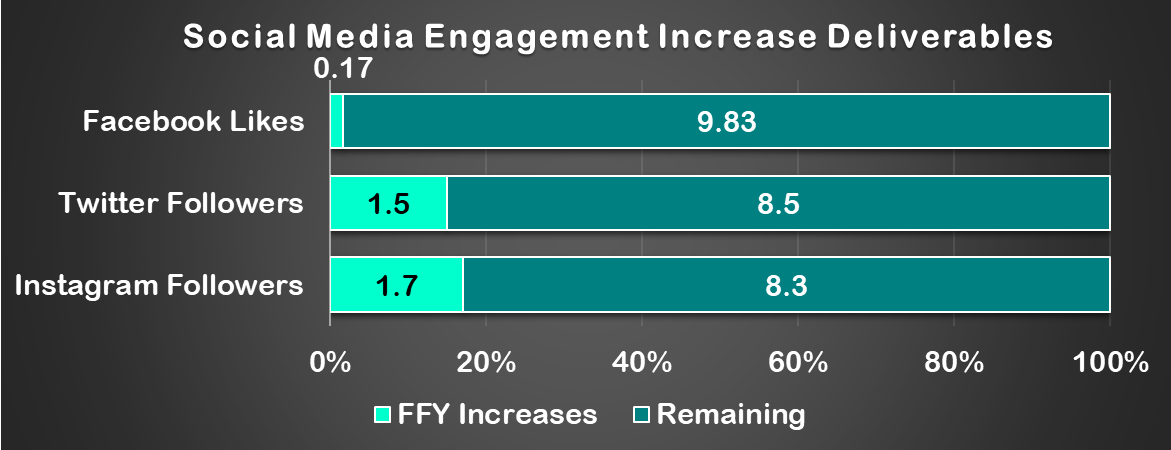 Social Media Engagement Increase Deliverables
0.17
Facebook Likes 9.83
Twitter Followers 1.5 8.5
Instagram Followers 1.7 8.3
0% 20% 40% 60% 80% 100%
FFY Increases Remaining